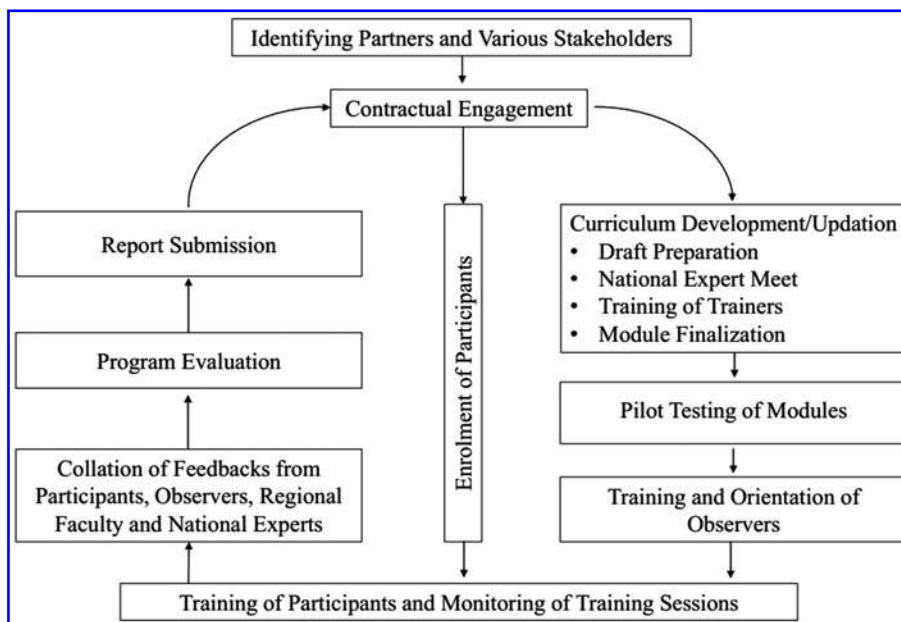 Identifying Partners and Various Stakeholders
Contractual Engagement
Report Submission
Program Evaluation
Collation of Feedbacks from
Participants, Observers, Regional
Faculty and National Experts
Enrolment of Participants
Curriculum Development/Updation
• Draft Preparation
• National Expert Meet
• Training of Trainers
• Module Finalization
Pilot Testing of Modules
Training and Orientation of
Observers
Training of Participants and Monitoring of Training Sessions